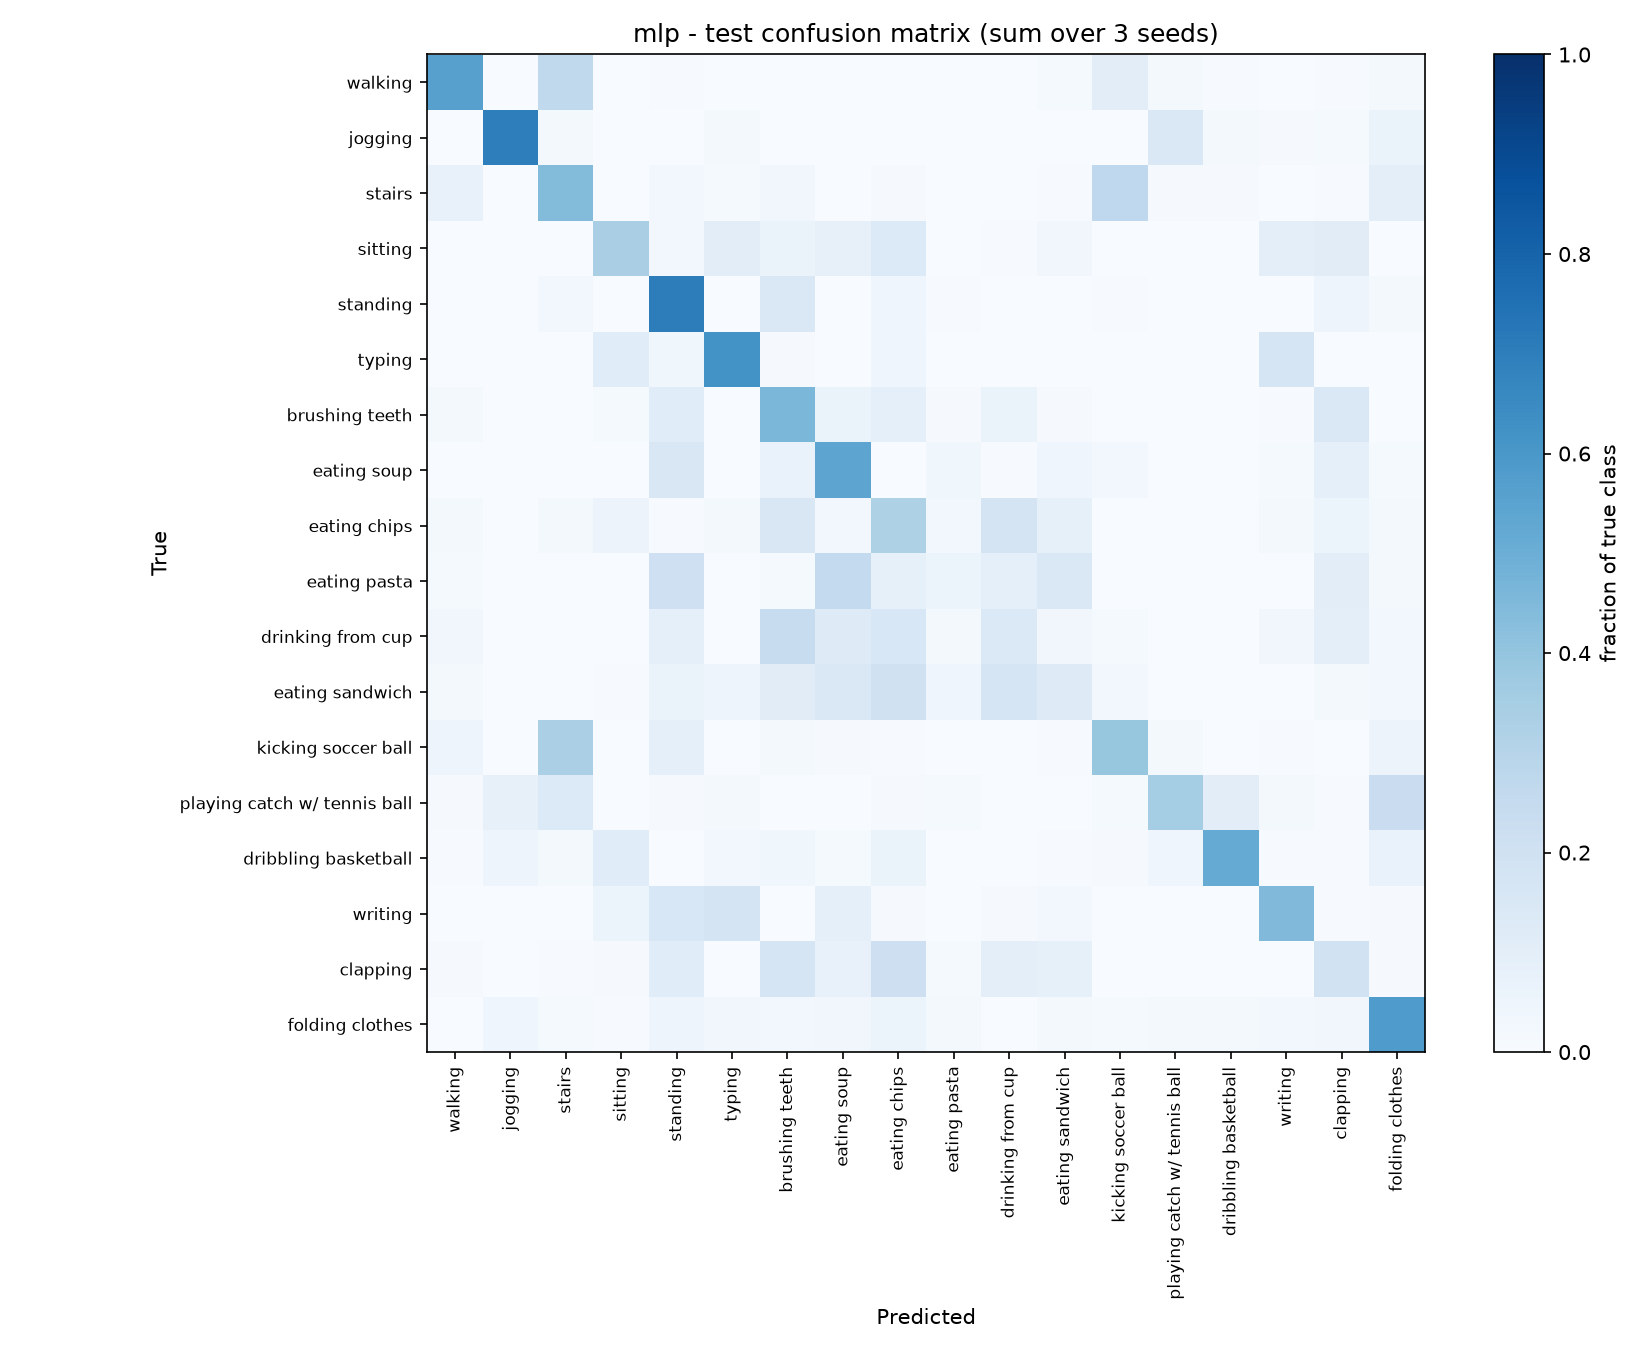 mlp - test confusion matrix (sum over 3 seeds)
True
walking
jogging
stairs
sitting
standing
typing
brushing teeth
eating soup
eating chips
eating pasta
drinking from cup
eating sandwich
kicking soccer ball
playing catch w/ tennis ball
dribbling basketball
writing
clapping
folding clothes
walking
jogging
stairs
sitting
standing
typing
brushing teeth
eating soup
eating chips
eating pasta
drinking from cup
eating sandwich
kicking soccer ball
playing catch w/ tennis ball
dribbling basketball
writing
clapping
folding clothes
Predicted
1.0
0.8
0.6
0.4
0.2
0.0
fraction of true class